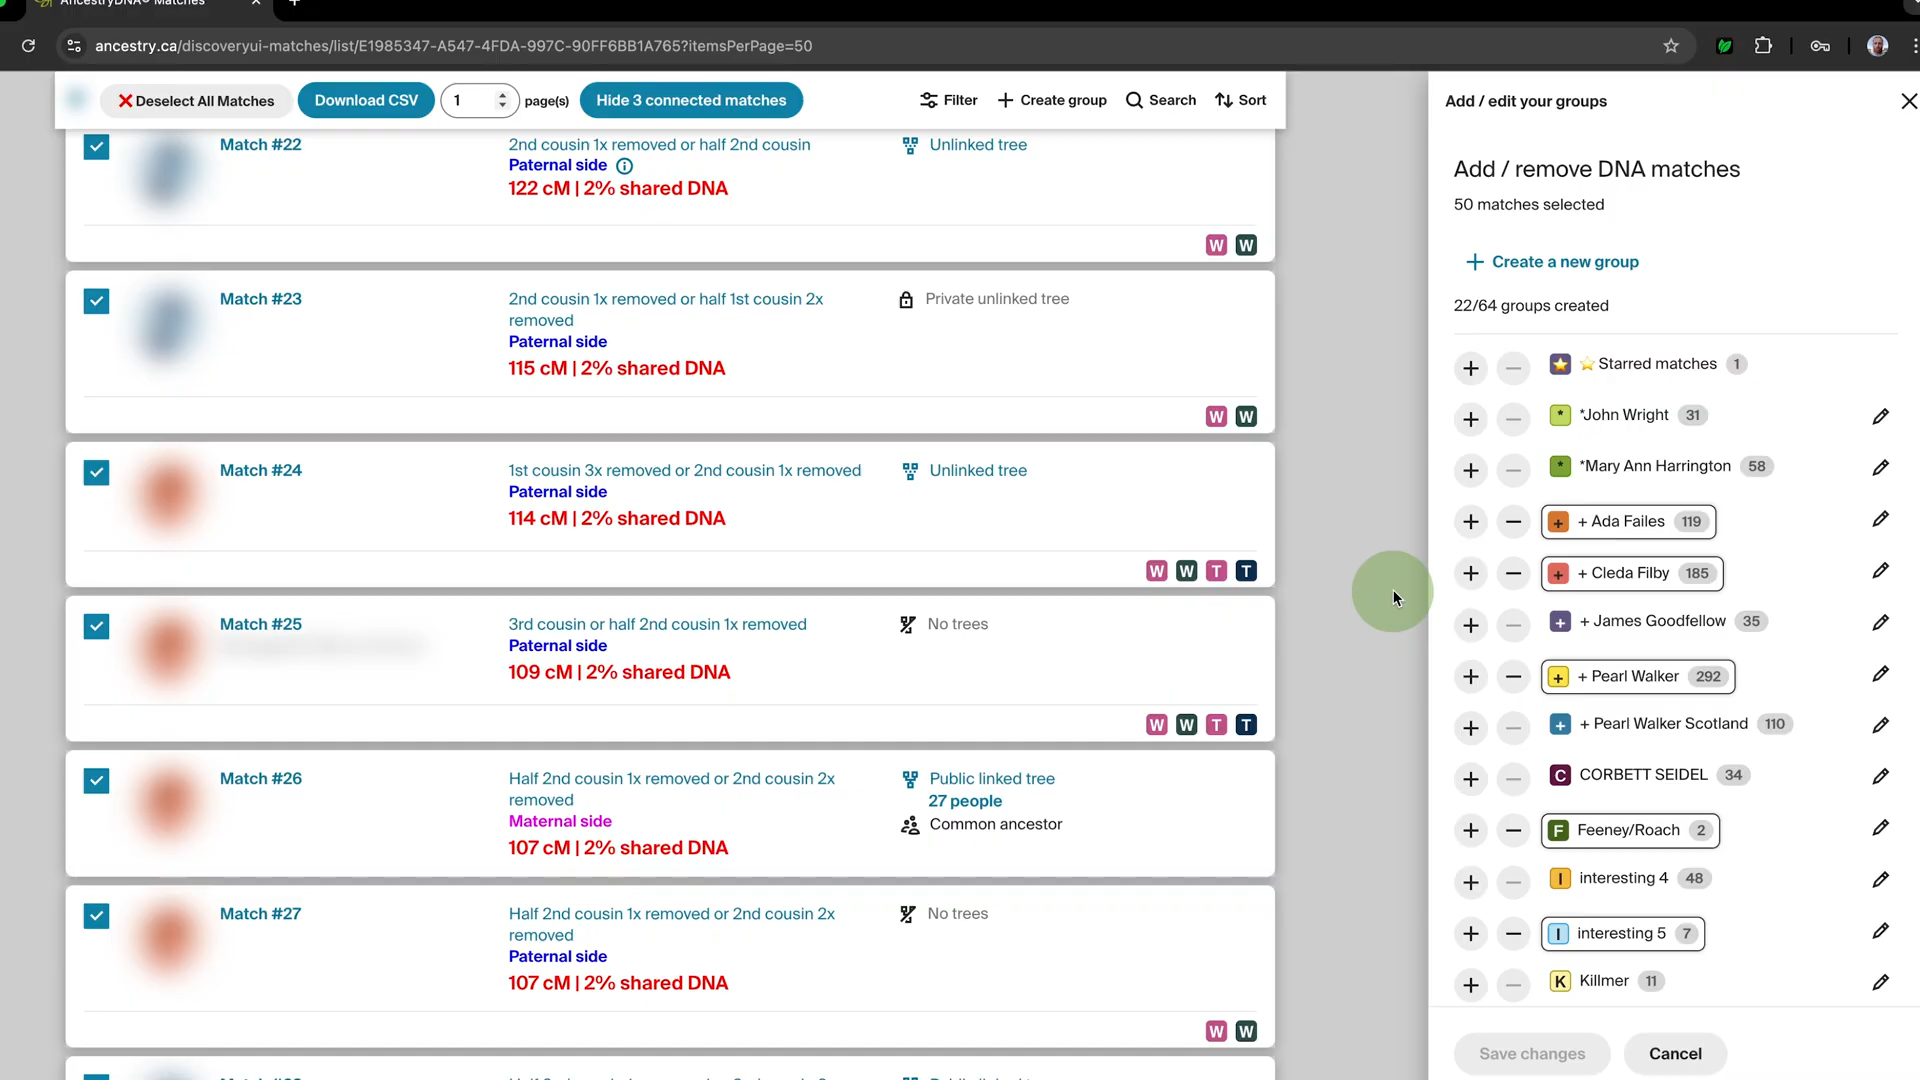 AncestryDNA® Matches
ancestry.ca/discoveryui-matches/list/E1985347-A547-4FDA-997C-90FF6BB1A765?itemsPerPage=50
Deselect All Matches
Download CSV
1
page(s)
Hide 3 connected matches
Filter
Create group
Search
Sort
Match #22
2nd cousin 1x removed or half 2nd cousin
Paternal side
122 cM | 2% shared DNA
Unlinked tree
W W
Match #23
2nd cousin 1x removed or half 1st cousin 2x
removed
Paternal side
115 cM | 2% shared DNA
Private unlinked tree
W W
Match #24
1st cousin 3x removed or 2nd cousin 1x removed
Paternal side
114 cM | 2% shared DNA
Unlinked tree
W W T T
Match #25
3rd cousin or half 2nd cousin 1x removed
Paternal side
109 cM | 2% shared DNA
No trees
W W T T
Match #26
Half 2nd cousin 1x removed or 2nd cousin 2x
removed
Maternal side
107 cM | 2% shared DNA
Public linked tree
27 people
Common ancestor
Match #27
Half 2nd cousin 1x removed or 2nd cousin 2x
removed
Paternal side
107 cM | 2% shared DNA
No trees
W W
Add / edit your groups
Add / remove DNA matches
50 matches selected
Create a new group
22/64 groups created
Starred matches 1
* *John Wright 31
* *Mary Ann Harrington 58
+ + Ada Failes 119
+ + Cleda Filby 185
+ + James Goodfellow 35
+ + Pearl Walker 292
+ + Pearl Walker Scotland 110
C CORBETT SEIDEL 34
F Feeney/Roach 2
I interesting 4 48
I interesting 5 7
K Killmer 11
Save changes
Cancel